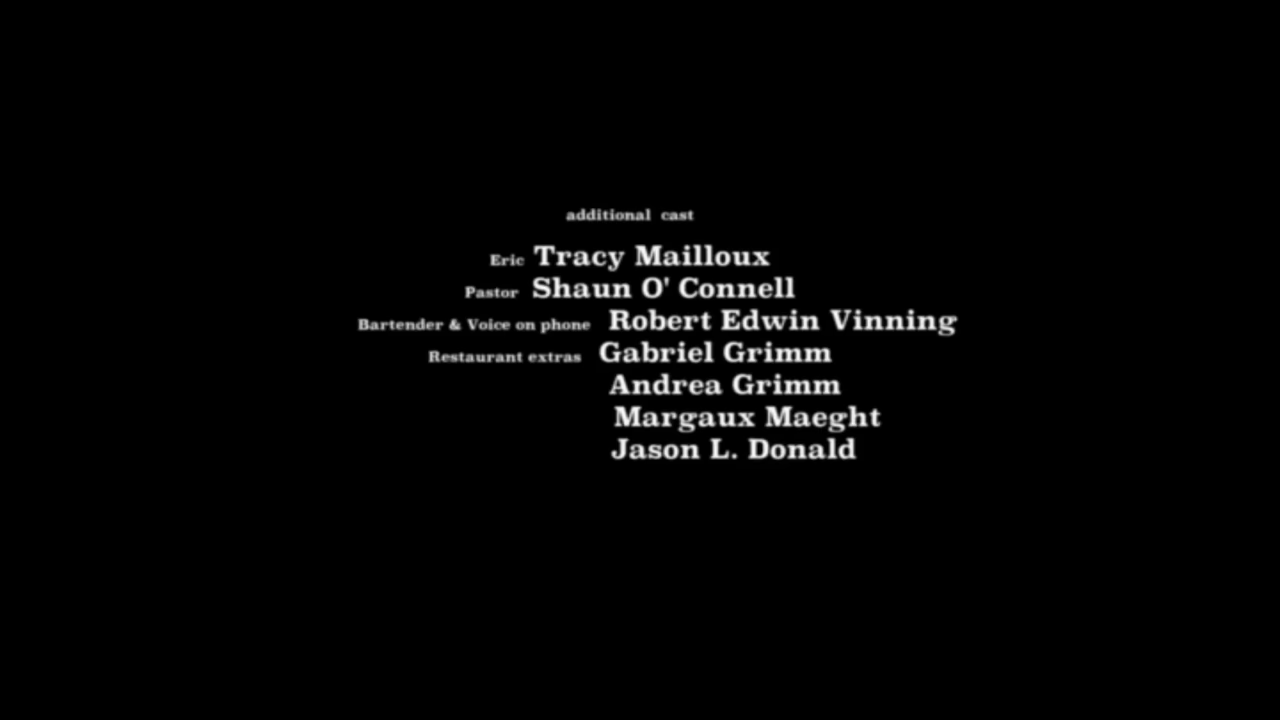 additional cast
Eric Tracy Mailloux
Pastor Shaun O' Connell
Bartender & Voice on phone Robert Edwin Vinning
Restaurant extras Gabriel Grimm
Andrea Grimm
Margaux Maeght
Jason L. Donald